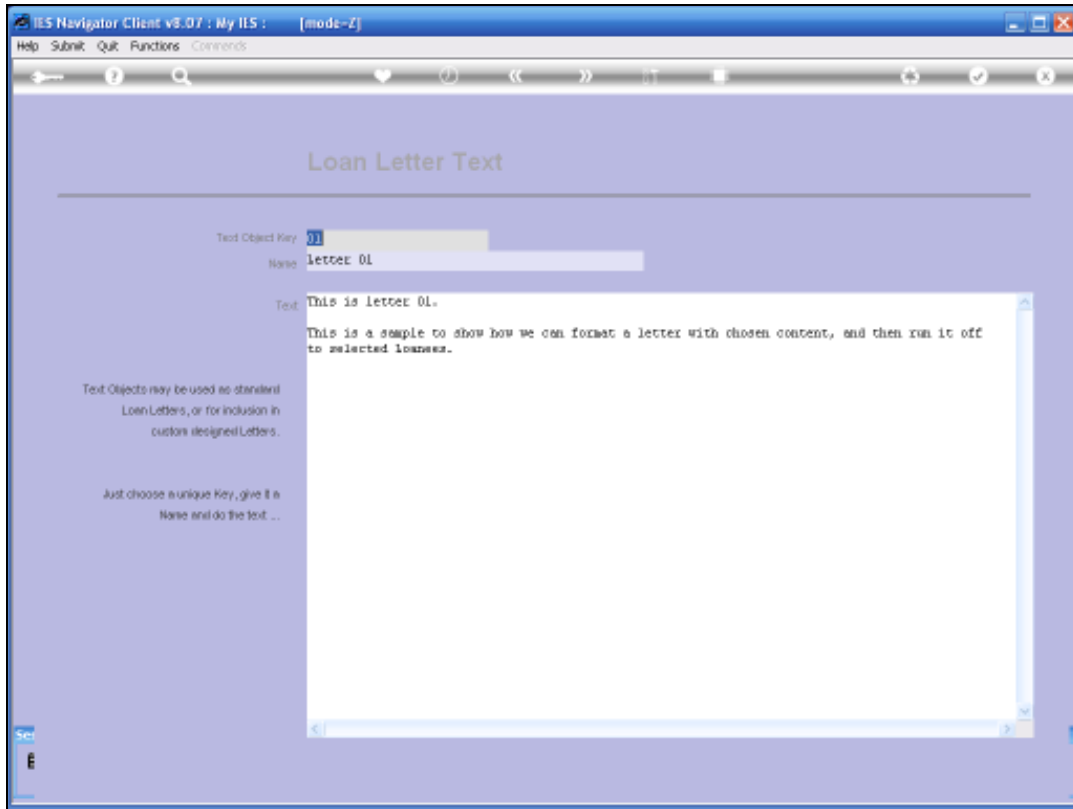 IES Navigator Client v8.07 : My IES : [mode=Z]
Help Submit Quit Functions Commands
Loan Letter Text
Text Object Key 01
Name letter 01
Text This is letter 01.
This is a sample to show how we can format a letter with chosen content, and then run it off
to selected loanees.
Text Objects may be used as standard
Loan Letters, or for inclusion in
custom designed Letters.
Just choose a unique Key, give it a
Name and do the text ...
Ses